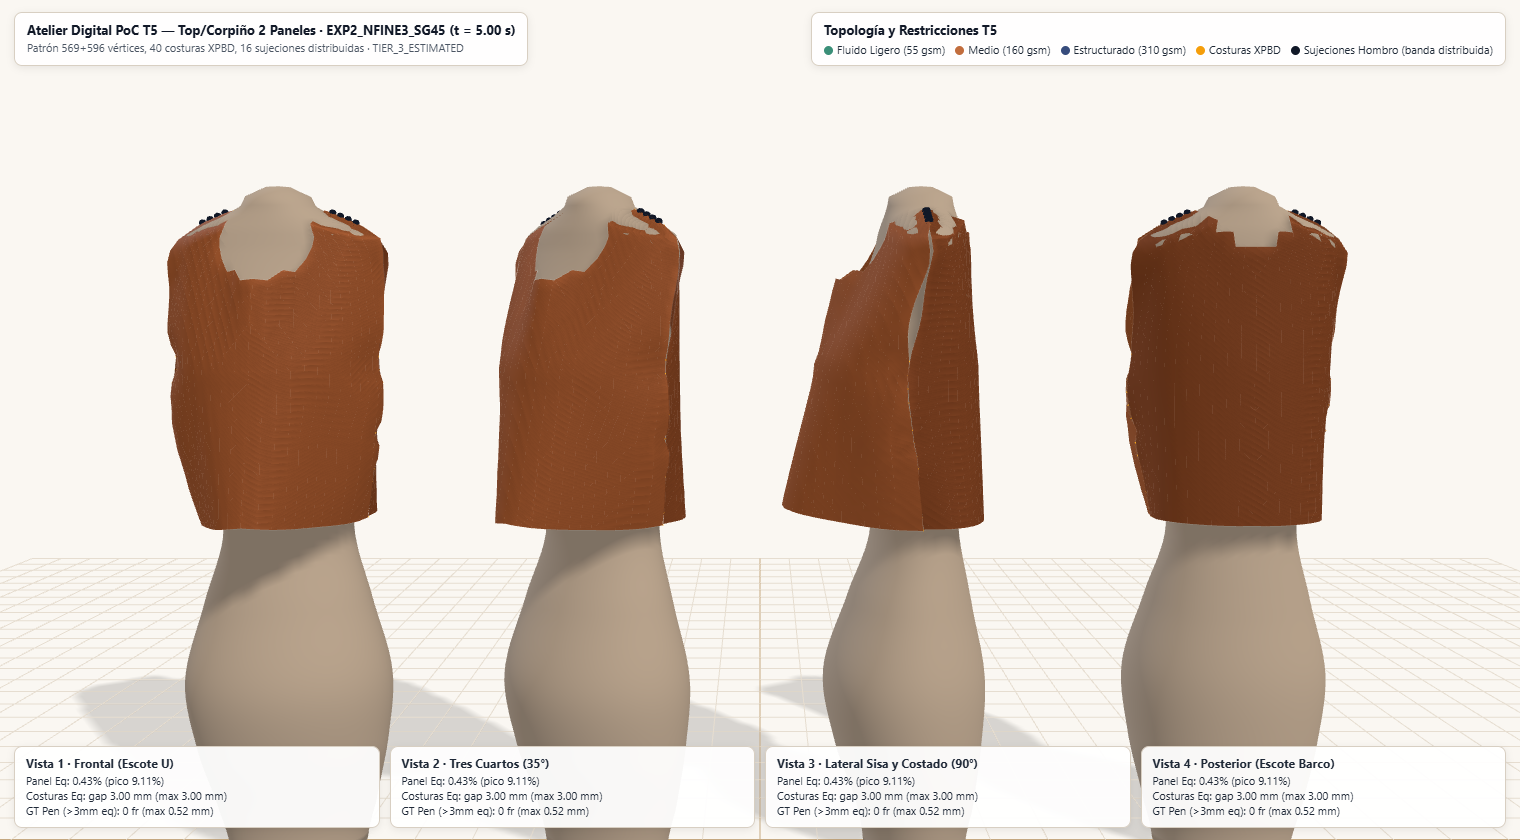 Atelier Digital PoC T5 — Top/Corpiño 2 Paneles · EXP2_NFINE3_SG45 (t = 5.00 s)
Patrón 569+596 vértices, 40 costuras XPBD, 16 sujeciones distribuidas · TIER_3_ESTIMATED
Topología y Restricciones T5
Fluido Ligero (55 gsm) Medio (160 gsm) Estructurado (310 gsm) Costuras XPBD Sujeciones Hombro (banda distribuida)
Vista 1 · Frontal (Escote U)
Panel Eq: 0.43% (pico 9.11%)
Costuras Eq: gap 3.00 mm (max 3.00 mm)
GT Pen (>3mm eq): 0 fr (max 0.52 mm)
Vista 2 · Tres Cuartos (35°)
Panel Eq: 0.43% (pico 9.11%)
Costuras Eq: gap 3.00 mm (max 3.00 mm)
GT Pen (>3mm eq): 0 fr (max 0.52 mm)
Vista 3 · Lateral Sisa y Costado (90°)
Panel Eq: 0.43% (pico 9.11%)
Costuras Eq: gap 3.00 mm (max 3.00 mm)
GT Pen (>3mm eq): 0 fr (max 0.52 mm)
Vista 4 · Posterior (Escote Barco)
Panel Eq: 0.43% (pico 9.11%)
Costuras Eq: gap 3.00 mm (max 3.00 mm)
GT Pen (>3mm eq): 0 fr (max 0.52 mm)